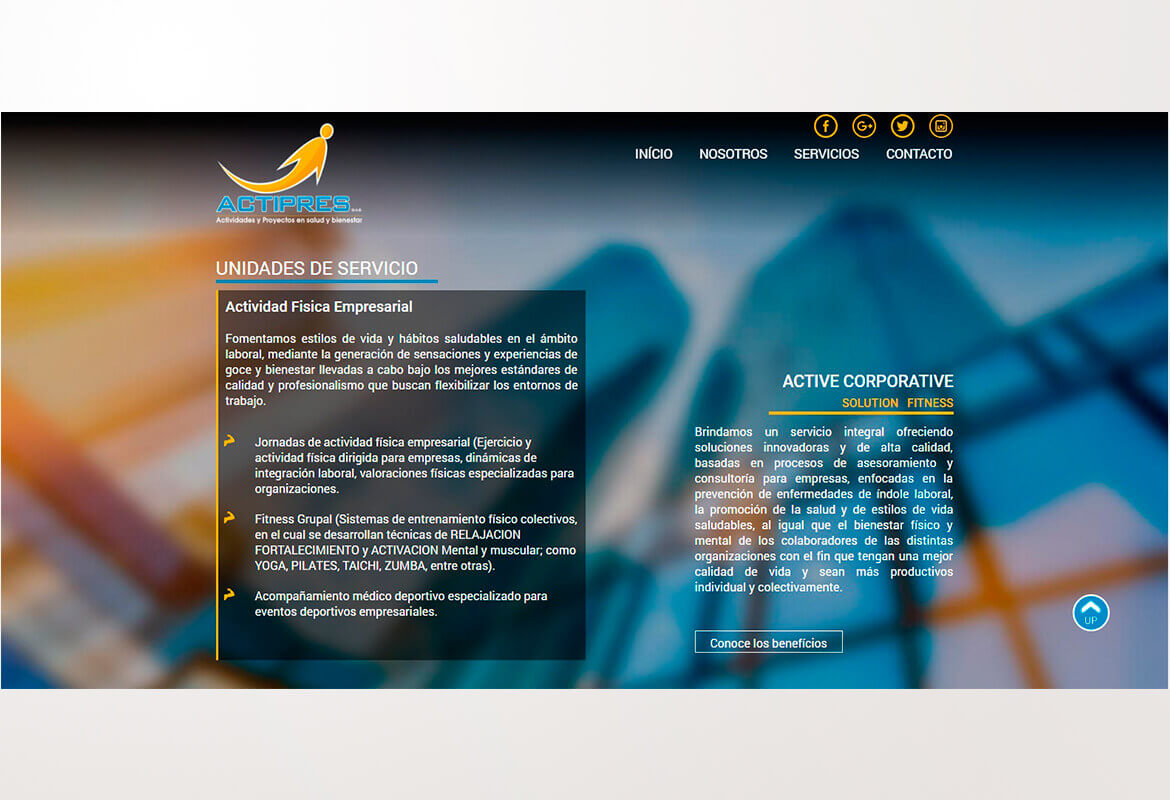 INÍCIO NOSOTROS SERVICIOS CONTACTO
ACTIPRES S.A.S
Actividades y Proyectos en salud y bienestar
UNIDADES DE SERVICIO
Actividad Fisica Empresarial
Fomentamos estilos de vida y hábitos saludables en el ámbito
laboral, mediante la generación de sensaciones y experiencias de
goce y bienestar llevadas a cabo bajo los mejores estándares de
calidad y profesionalismo que buscan flexibilizar los entornos de
trabajo.
Jornadas de actividad física empresarial (Ejercicio y
actividad física dirigida para empresas, dinámicas de
integración laboral, valoraciones físicas especializadas para
organizaciones.
Fitness Grupal (Sistemas de entrenamiento físico colectivos,
en el cual se desarrollan técnicas de RELAJACION
FORTALECIMIENTO y ACTIVACION Mental y muscular; como
YOGA, PILATES, TAICHI, ZUMBA, entre otras).
Acompañamiento médico deportivo especializado para
eventos deportivos empresariales.
ACTIVE CORPORATIVE
SOLUTION FITNESS
Brindamos un servicio integral ofreciendo
soluciones innovadoras y de alta calidad,
basadas en procesos de asesoramiento y
consultoría para empresas, enfocadas en la
prevención de enfermedades de índole laboral,
la promoción de la salud y de estilos de vida
saludables, al igual que el bienestar físico y
mental de los colaboradores de las distintas
organizaciones con el fin que tengan una mejor
calidad de vida y sean más productivos
individual y colectivamente.
Conoce los benefícios
UP